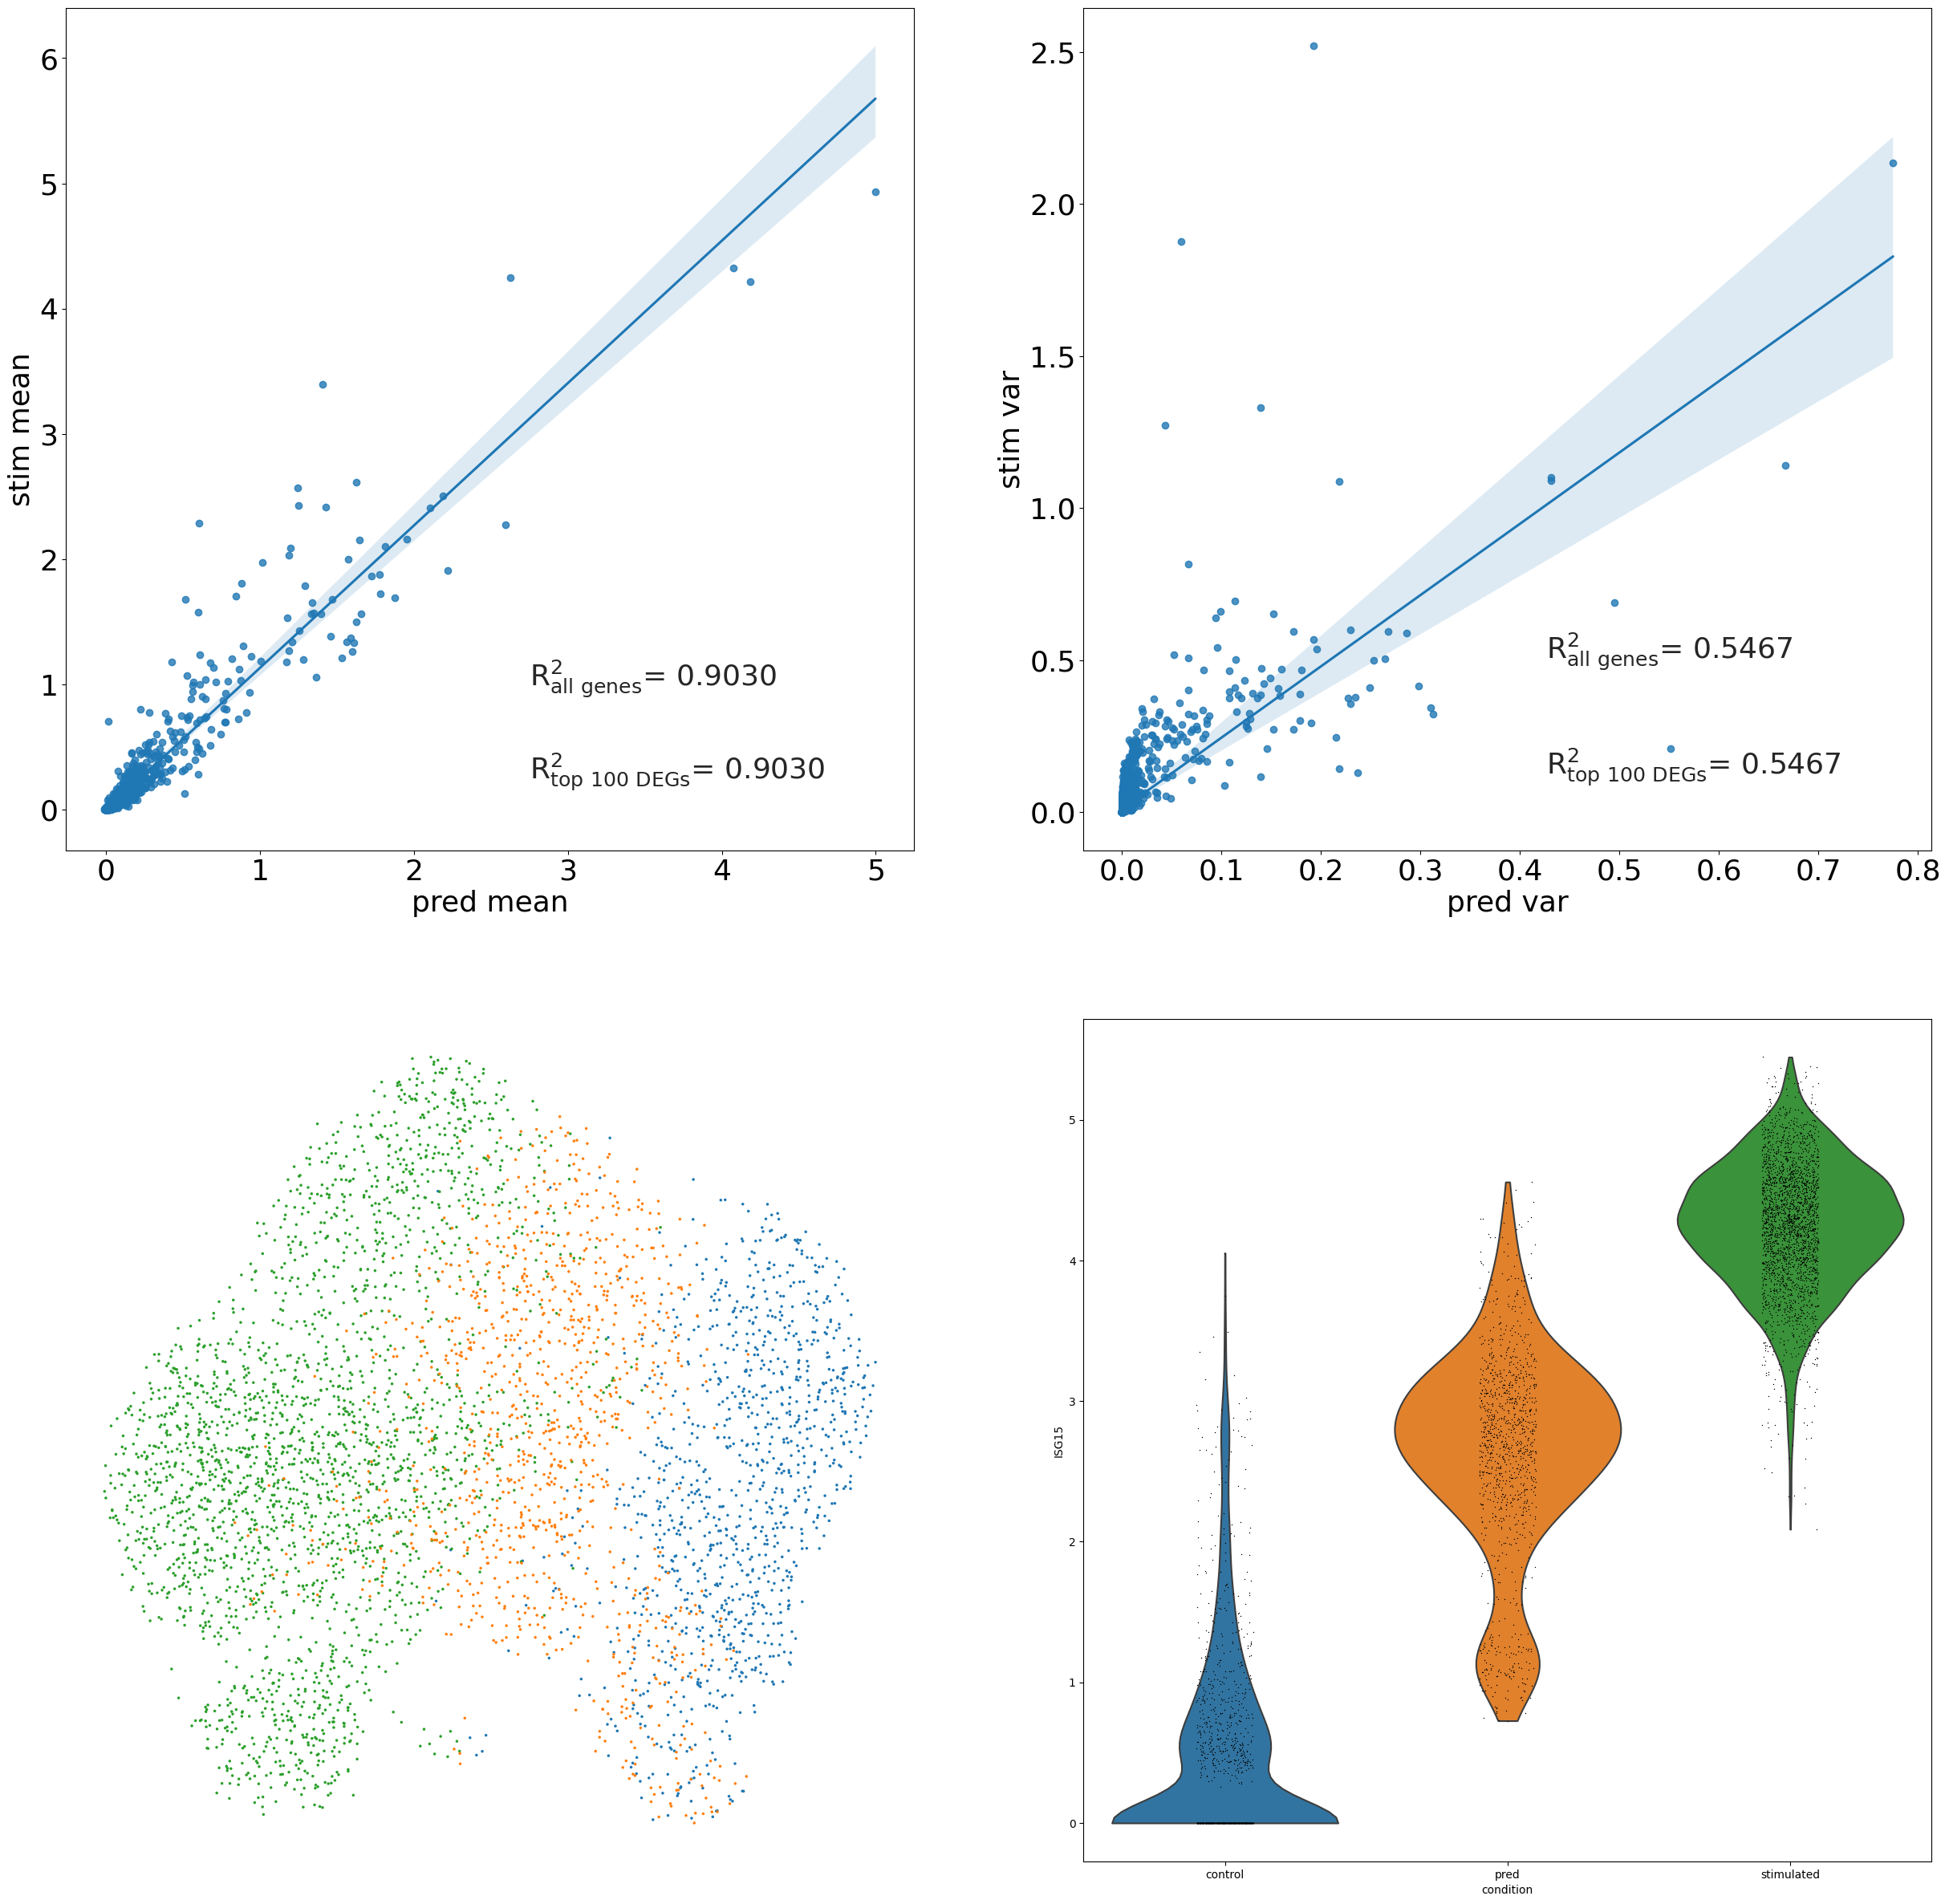 6
5
4
3
2
1
0
stim mean
R²all genes= 0.9030
R²top 100 DEGs= 0.9030
0 1 2 3 4 5
pred mean
2.5
2.0
1.5
1.0
0.5
0.0
stim var
R²all genes= 0.5467
R²top 100 DEGs= 0.5467
0.0 0.1 0.2 0.3 0.4 0.5 0.6 0.7 0.8
pred var
5
4
3
2
1
0
ISG15
control pred stimulated
condition